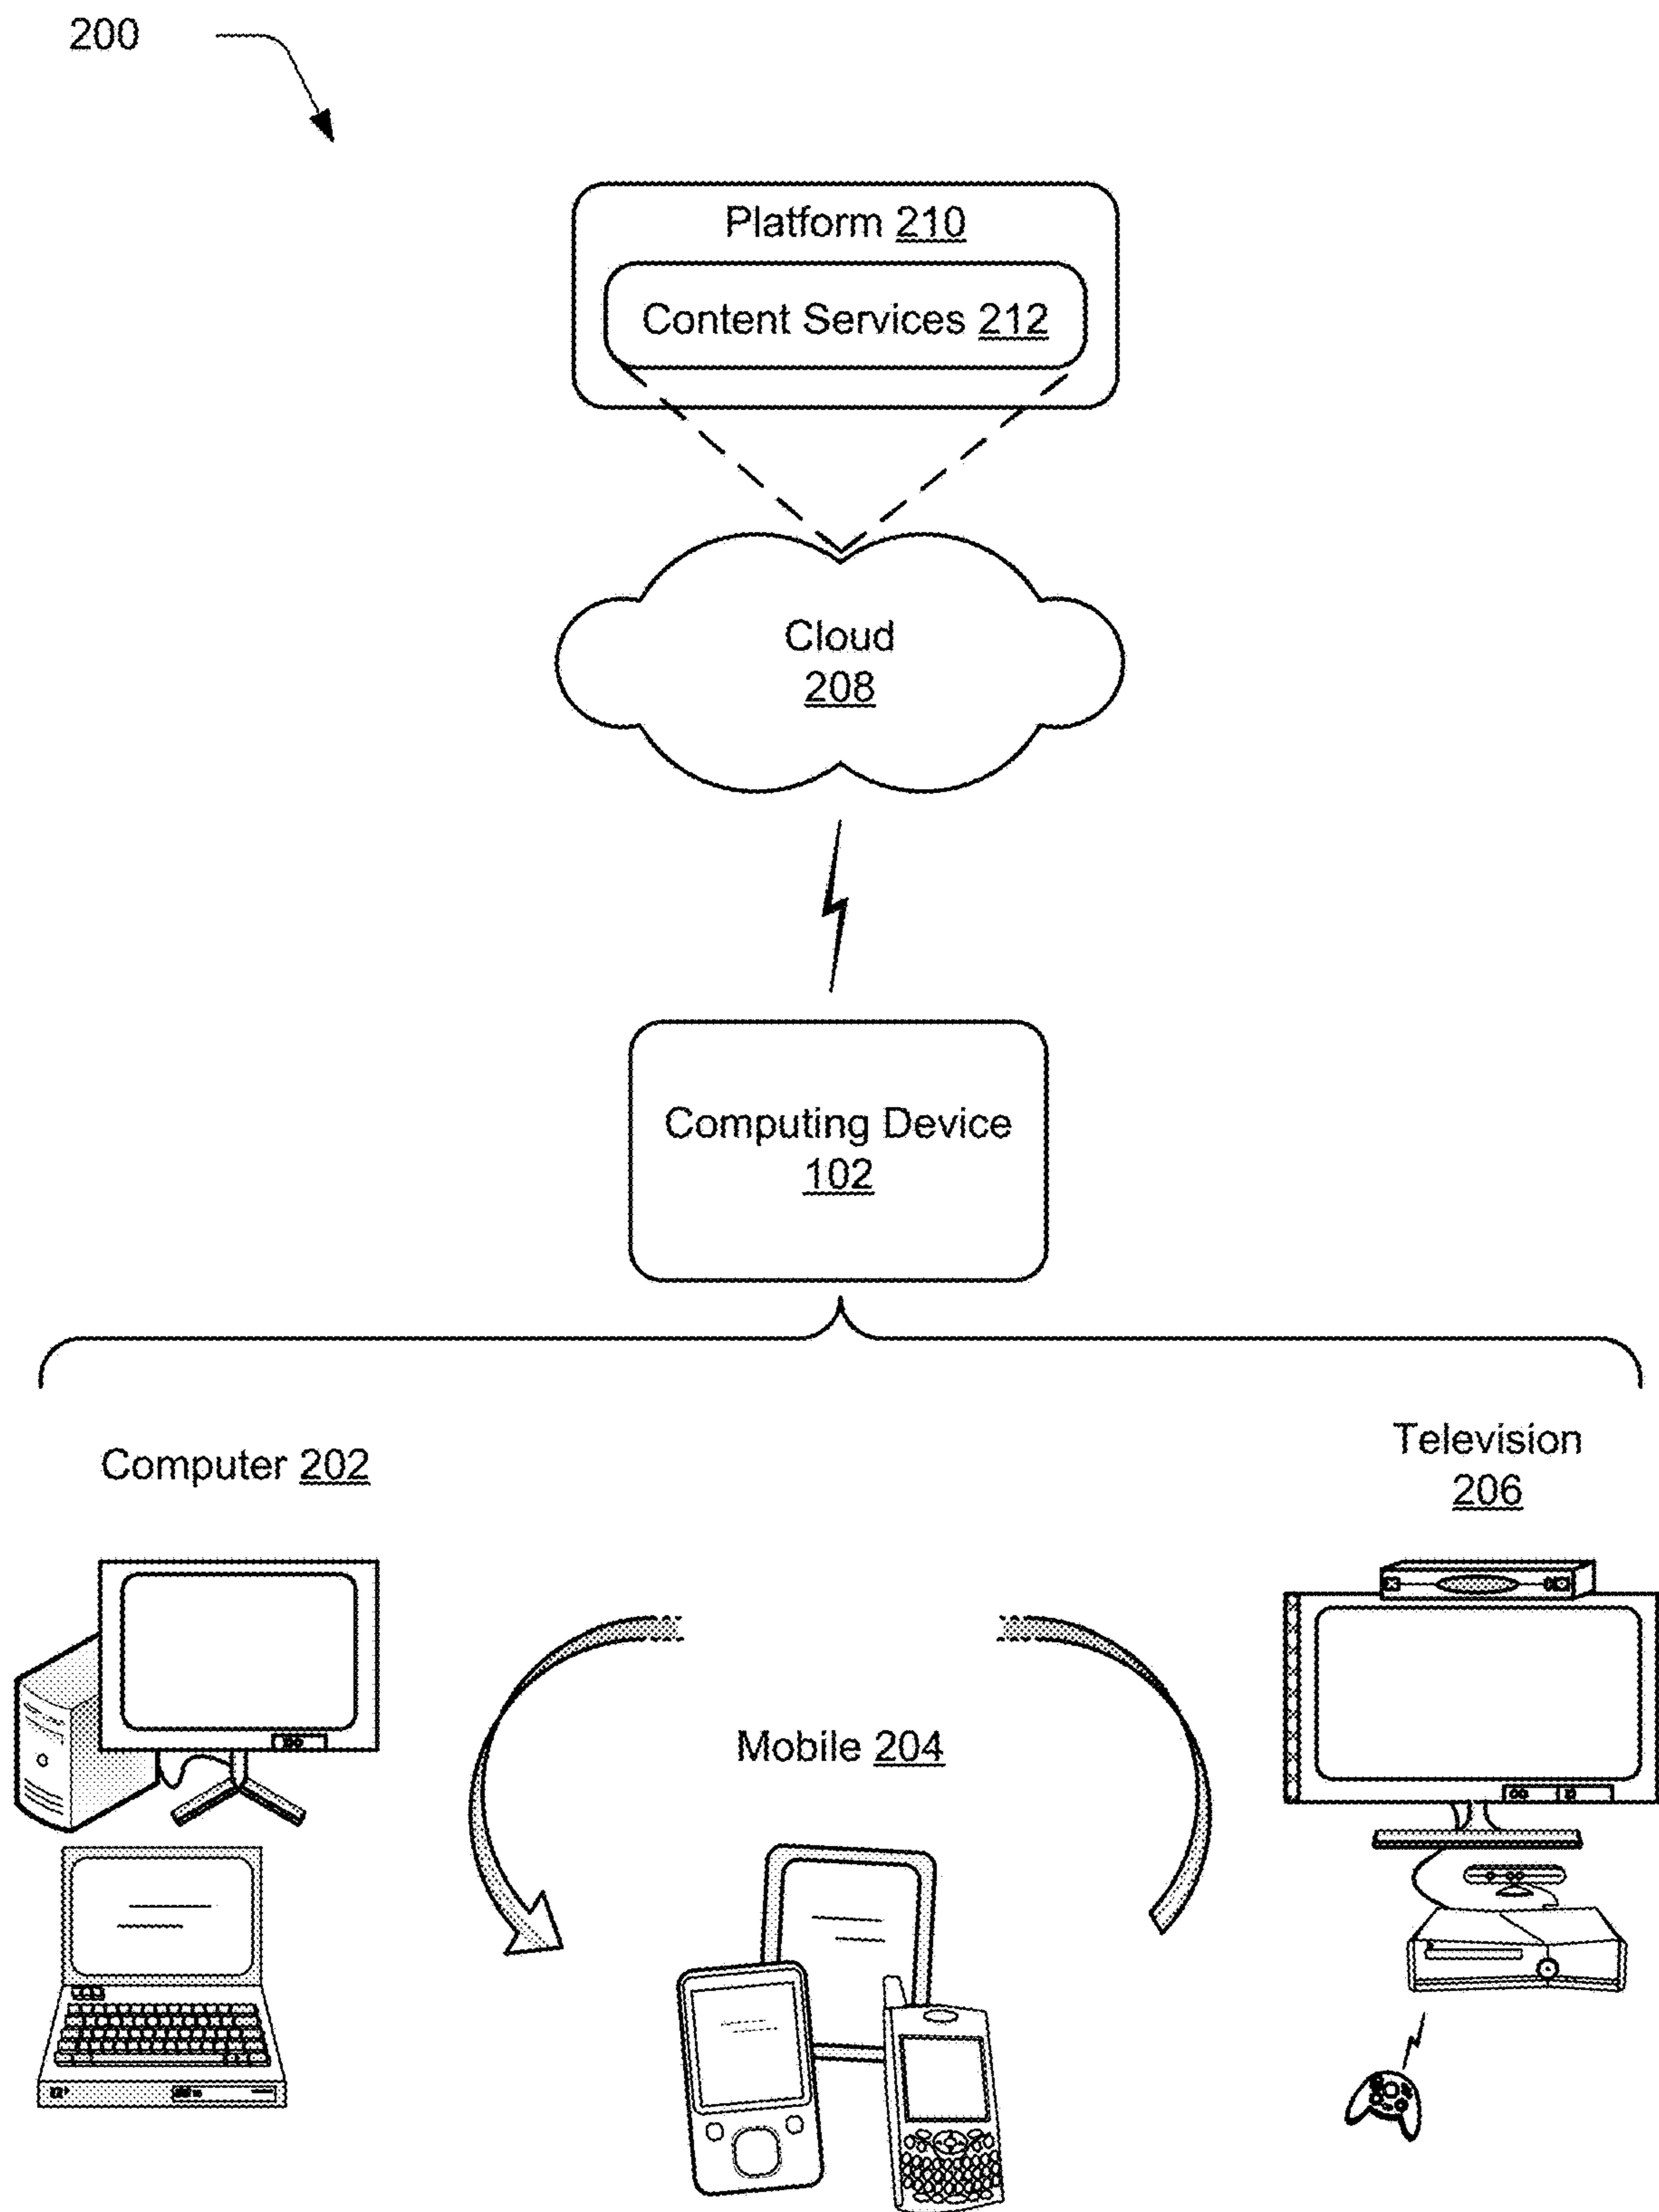 200
Platform 210
Content Services 212
Cloud
208
Computing Device
102
Computer 202
Television
206
Mobile 204